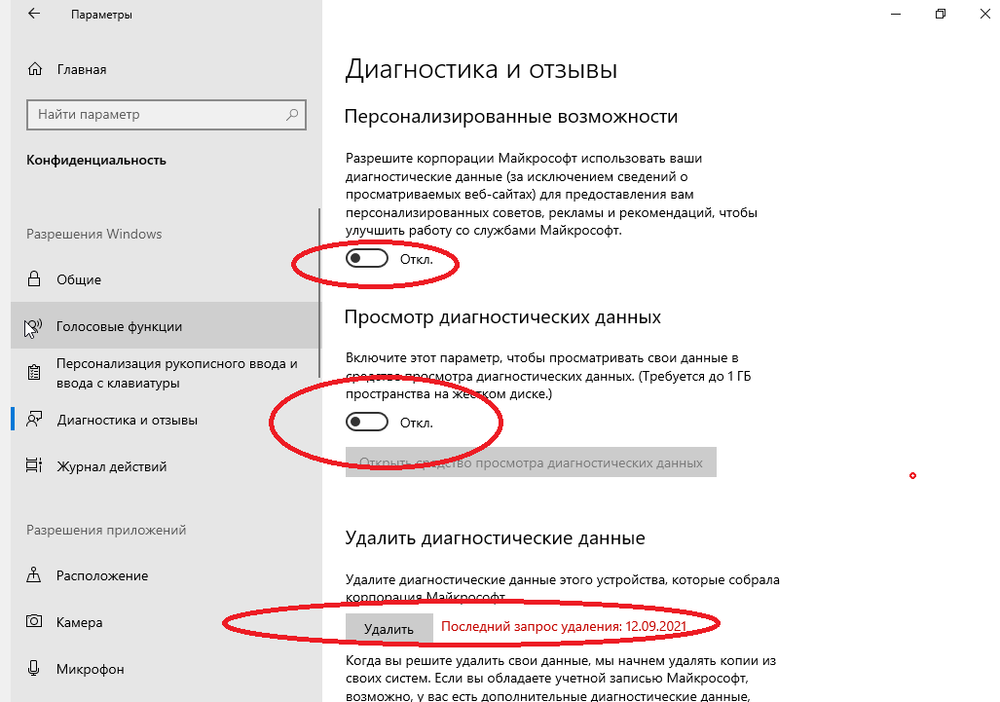 Параметры
Главная
Найти параметр
Конфиденциальность
Разрешения Windows
Общие
Голосовые функции
Персонализация рукописного ввода и
ввода с клавиатуры
Диагностика и отзывы
Журнал действий
Разрешения приложений
Расположение
Камера
Микрофон
Диагностика и отзывы
Персонализированные возможности
Разрешите корпорации Майкрософт использовать ваши
диагностические данные (за исключением сведений о
просматриваемых веб-сайтах) для предоставления вам
персонализированных советов, рекламы и рекомендаций, чтобы
улучшить работу со службами Майкрософт.
Откл.
Просмотр диагностических данных
Включите этот параметр, чтобы просматривать свои данные в
средстве просмотра диагностических данных. (Требуется до 1 ГБ
пространства на жестком диске.)
Откл.
Открыть средство просмотра диагностических данных
Удалить диагностические данные
Удалите диагностические данные этого устройства, которые собрала
корпорация Майкрософт.
Удалить
Последний запрос удаления: 12.09.2021
Когда вы решите удалить свои данные, мы начнем удалять копии из
своих систем. Если вы обладаете учетной записью Майкрософт,
возможно, у вас есть дополнительные диагностические данные,